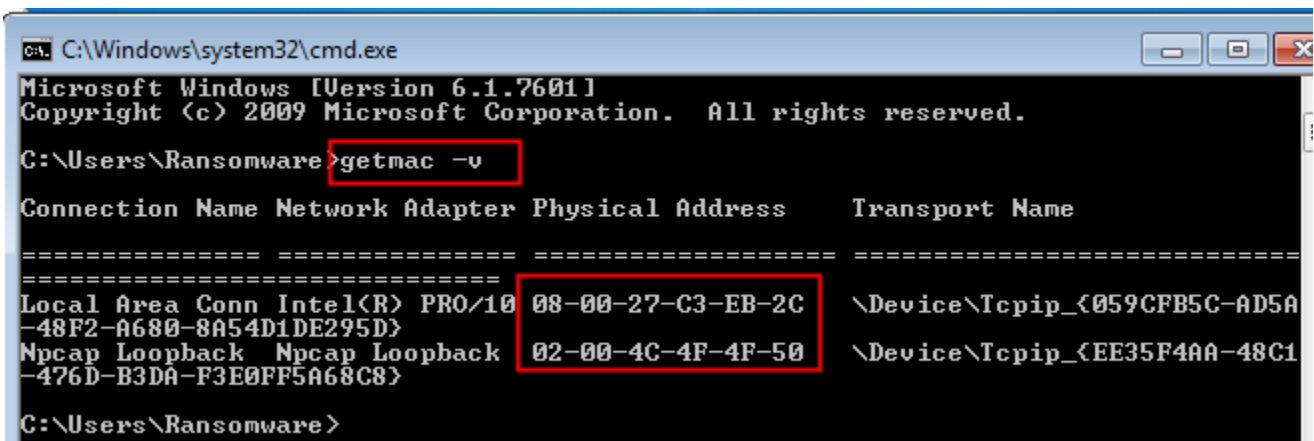 C:\Windows\system32\cmd.exe
Microsoft Windows [Version 6.1.7601]
Copyright (c) 2009 Microsoft Corporation.  All rights reserved.
C:\Users\Ransomware>getmac -v
Connection Name Network Adapter Physical Address    Transport Name
=============== =============== =================== ============================
==============================
Local Area Conn Intel(R) PRO/10 08-00-27-C3-EB-2C   \Device\Tcpip_{059CFB5C-AD5A
-48F2-A680-8A54D1DE295D}
Npcap Loopback  Npcap Loopback  02-00-4C-4F-4F-50   \Device\Tcpip_{EE35F4AA-48C1
-476D-B3DA-F3E0FF5A68C8}
C:\Users\Ransomware>